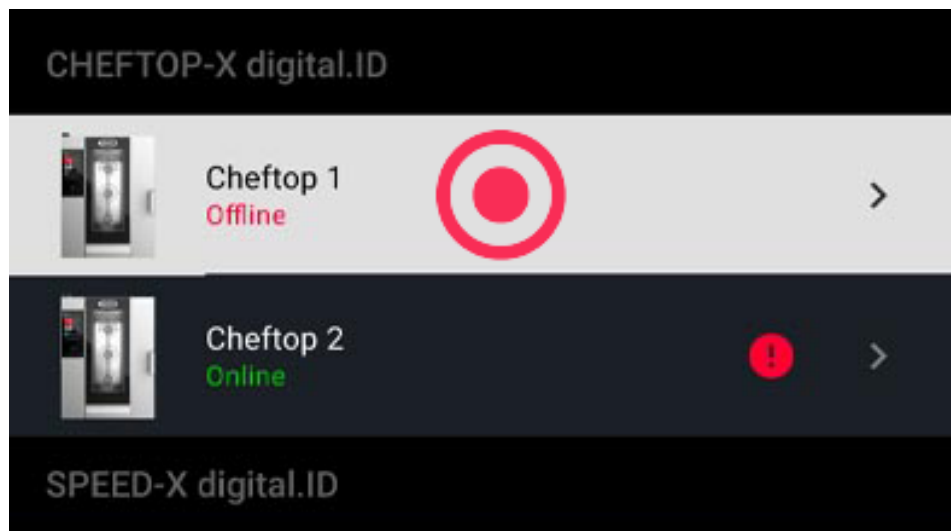 CHEFTOP-X digital.ID
Cheftop 1
Offline
Cheftop 2
Online
SPEED-X digital.ID